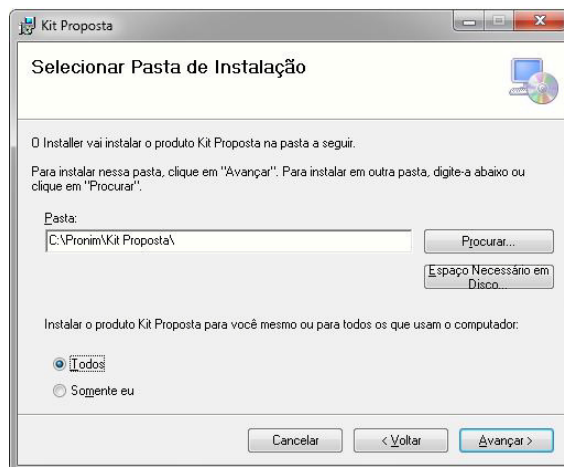 Kit Proposta
Selecionar Pasta de Instalação
O Installer vai instalar o produto Kit Proposta na pasta a seguir.
Para instalar nessa pasta, clique em "Avançar". Para instalar em outra pasta, digite-a abaixo ou
clique em "Procurar".
Pasta:
C:\Pronim\Kit Proposta\
Procurar...
Espaço Necessário em
Disco...
Instalar o produto Kit Proposta para você mesmo ou para todos os que usam o computador:
Todos
Somente eu
Cancelar
< Voltar
Avançar >